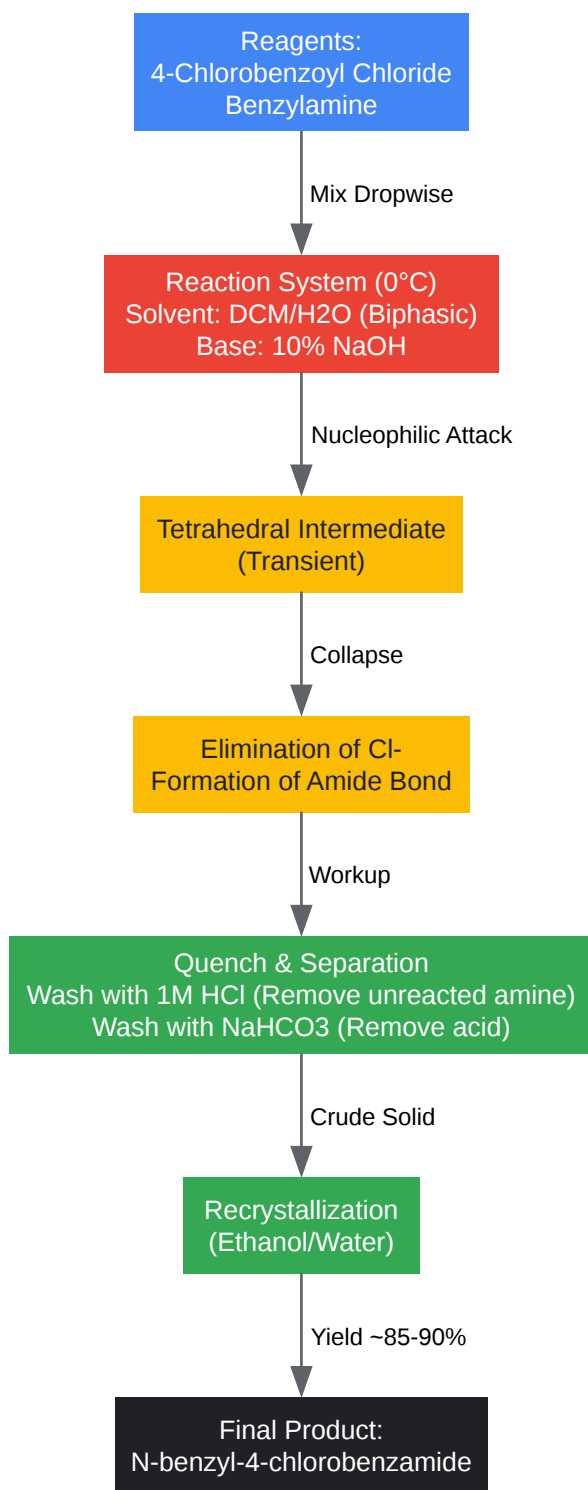 Reagents:
4-Chlorobenzoyl Chloride
Benzylamine
Mix Dropwise
Reaction System (0°C)
Solvent: DCM/H2O (Biphasic)
Base: 10% NaOH
Nucleophilic Attack
Tetrahedral Intermediate
(Transient)
Collapse
Elimination of Cl-
Formation of Amide Bond
Workup
Quench & Separation
Wash with 1M HCl (Remove unreacted amine)
Wash with NaHCO3 (Remove acid)
Crude Solid
Recrystallization
(Ethanol/Water)
Yield ~85-90%
Final Product:
N-benzyl-4-chlorobenzamide